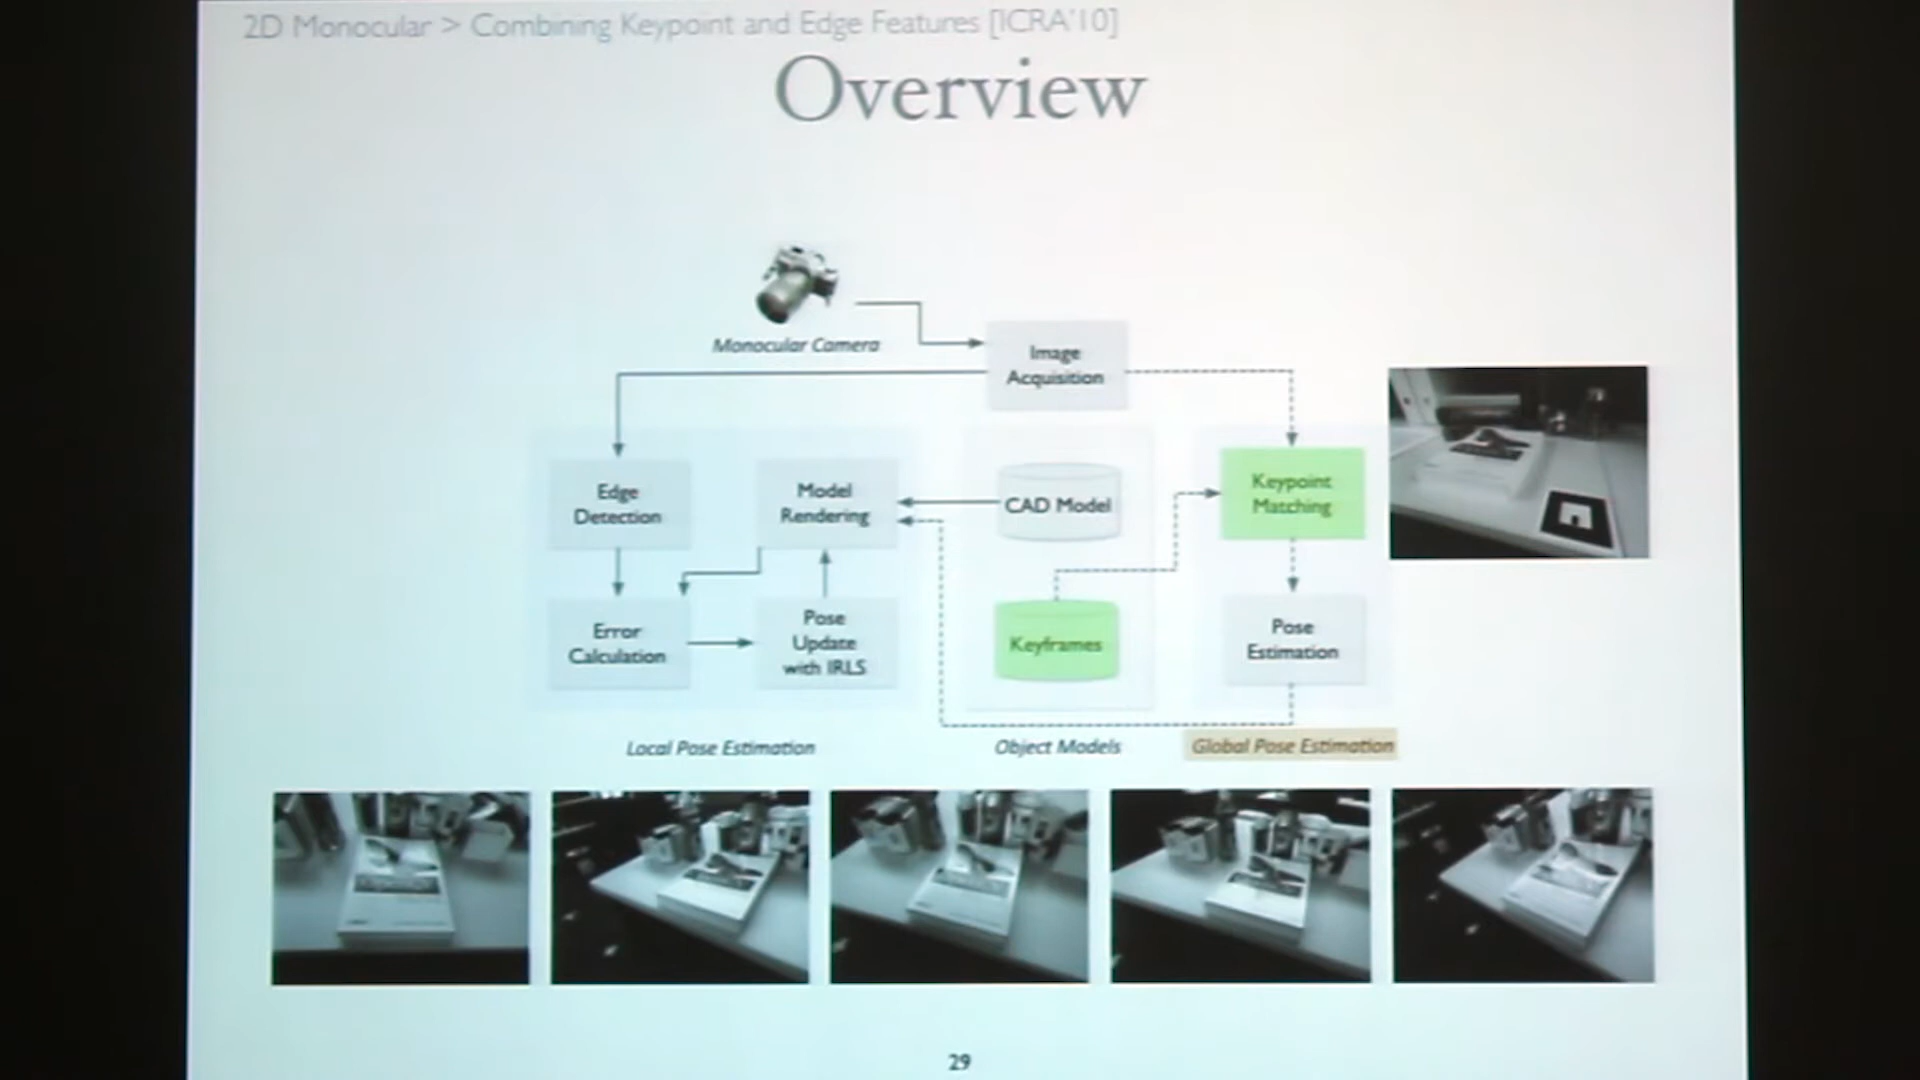 2D Monocular > Combining Keypoint and Edge Features [ICRA'10]
Overview
Monocular Camera
Image
Acquisition
Edge
Detection
Model
Rendering
CAD Model
Keypoint
Matching
Error
Calculation
Pose
Update
with IRLS
Keyframes
Pose
Estimation
Local Pose Estimation
Object Models
Global Pose Estimation
29